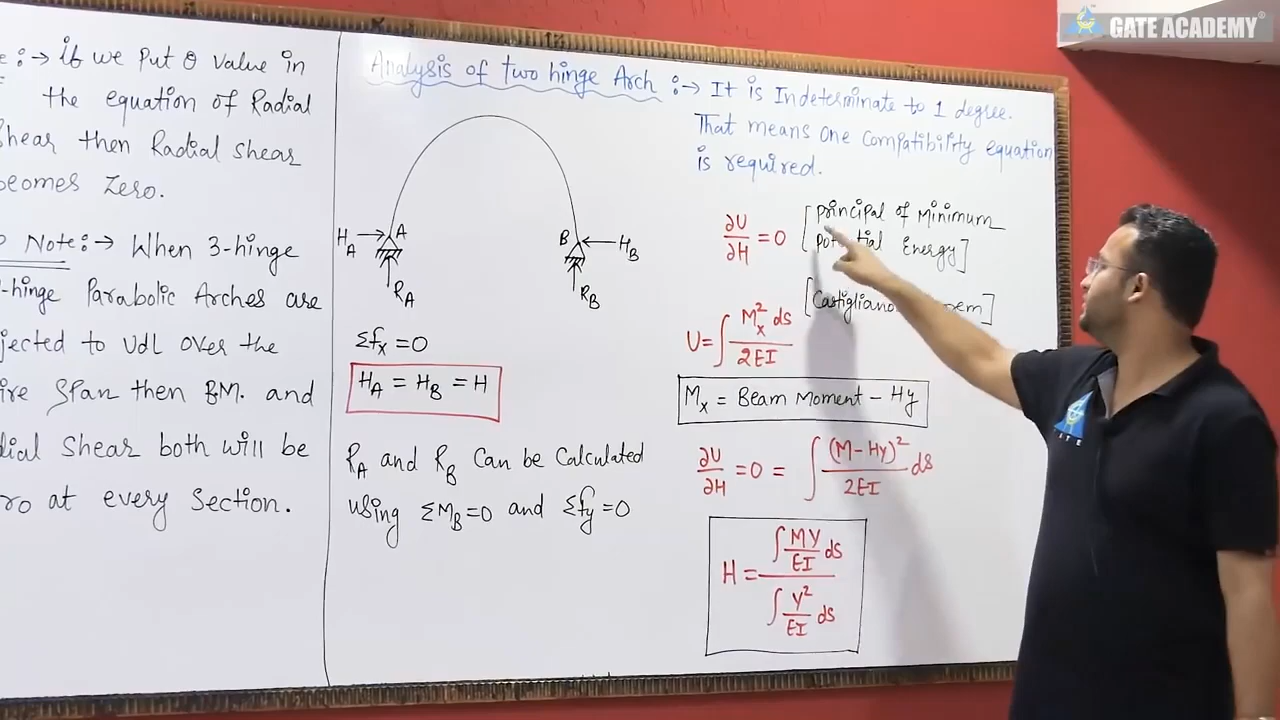 GATE ACADEMY
:→ if we Put θ value in
the equation of Radial
Shear then Radial Shear
becomes Zero.
Note:→ When 3-hinge
-hinge Parabolic Arches are
jected to Udl over the
ire Span then B.M. and
dial Shear both will be
ro at every Section.
Analysis of two hinge Arch :→ It is Indeterminate to 1 degree.
That means one Compatibility equation
is required.
H_A A
B H_B
R_A
R_B
Σfx = 0
H_A = H_B = H
R_A and R_B Can be Calculated
using ΣM_B=0 and Σfy=0
∂U/∂H = 0 [principal of Minimum
Potential Energy]
U = ∫ M_x² ds / 2EI
M_x = Beam Moment - Hy
∂U/∂H = 0 = ∫ (M-Hy)² / 2EI ds
H = ∫ MY/EI ds / ∫ Y²/EI ds